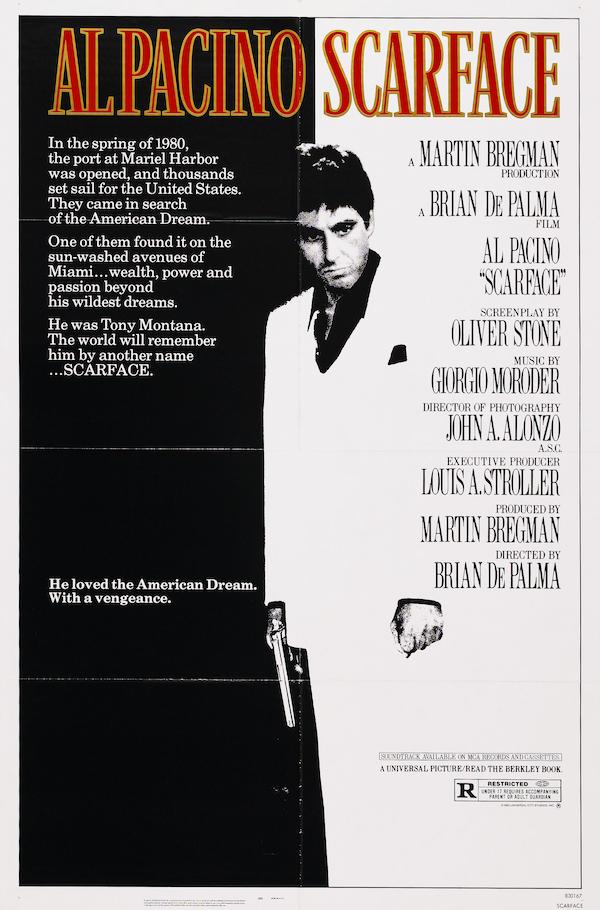 AL PACINO SCARFACE
In the spring of 1980,
the port at Mariel Harbor
was opened, and thousands
set sail for the United States.
They came in search
of the American Dream.
One of them found it on the
sun-washed avenues of
Miami...wealth, power and
passion beyond
his wildest dreams.
He was Tony Montana.
The world will remember
him by another name
...SCARFACE.
He loved the American Dream.
With a vengeance.
A MARTIN BREGMAN
PRODUCTION
A BRIAN DE PALMA
FILM
AL PACINO
"SCARFACE"
SCREENPLAY BY
OLIVER STONE
MUSIC BY
GIORGIO MORODER
DIRECTOR OF PHOTOGRAPHY
JOHN A. ALONZO
A.S.C.
EXECUTIVE PRODUCER
LOUIS A. STROLLER
PRODUCED BY
MARTIN BREGMAN
DIRECTED BY
BRIAN DE PALMA
SOUNDTRACK AVAILABLE ON MCA RECORDS AND CASSETTES.
A UNIVERSAL PICTURE/READ THE BERKLEY BOOK.
R RESTRICTED
UNDER 17 REQUIRES ACCOMPANYING
PARENT OR ADULT GUARDIAN
830167
SCARFACE